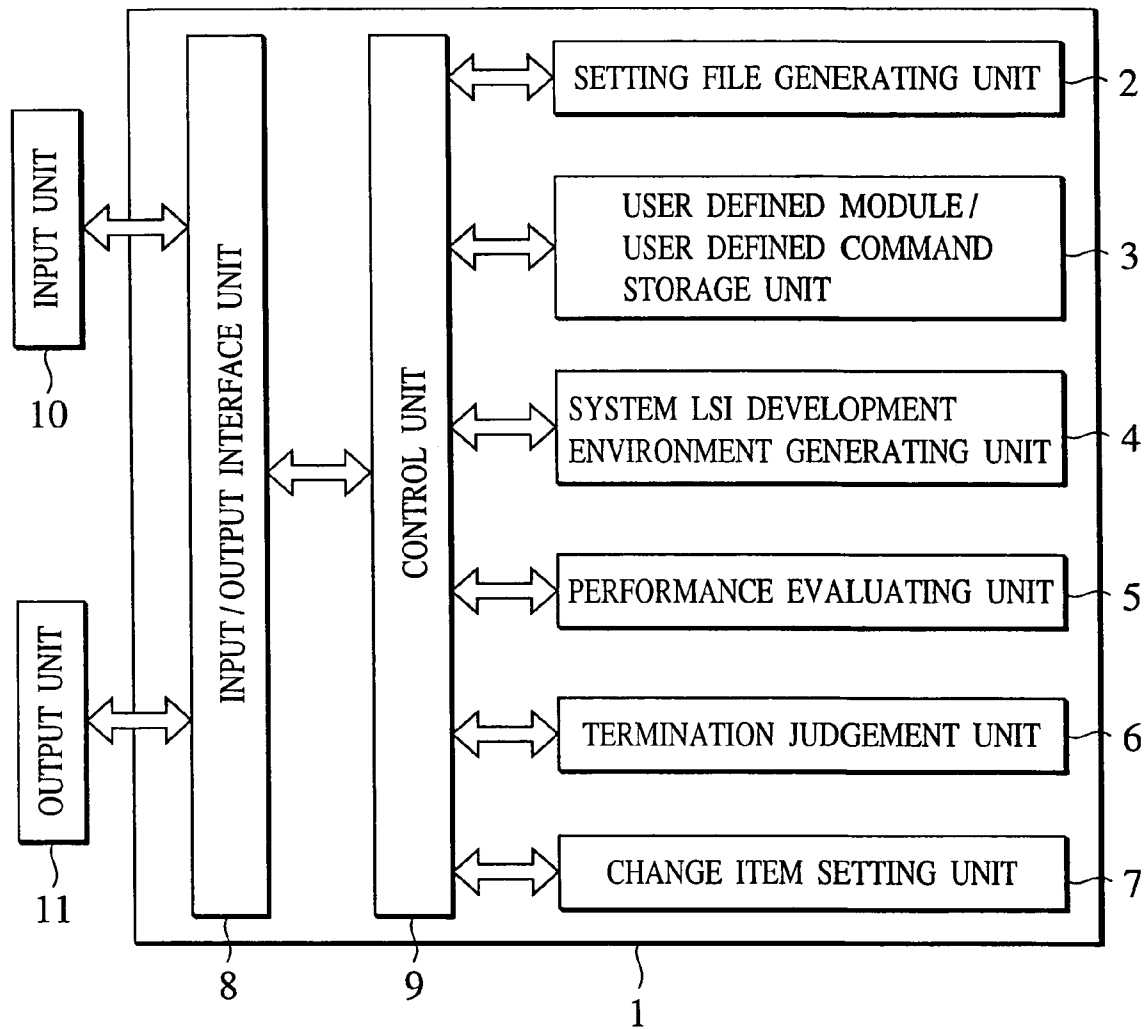 SETTING FILE GENERATING UNIT
2
USER DEFINED MODULE /
USER DEFINED COMMAND
STORAGE UNIT
3
SYSTEM LSI DEVELOPMENT
ENVIRONMENT GENERATING UNIT
4
PERFORMANCE EVALUATING UNIT
5
TERMINATION JUDGEMENT UNIT
6
CHANGE ITEM SETTING UNIT
7
INPUT UNIT
10
OUTPUT UNIT
11
INPUT / OUTPUT INTERFACE UNIT
8
CONTROL UNIT
9
1